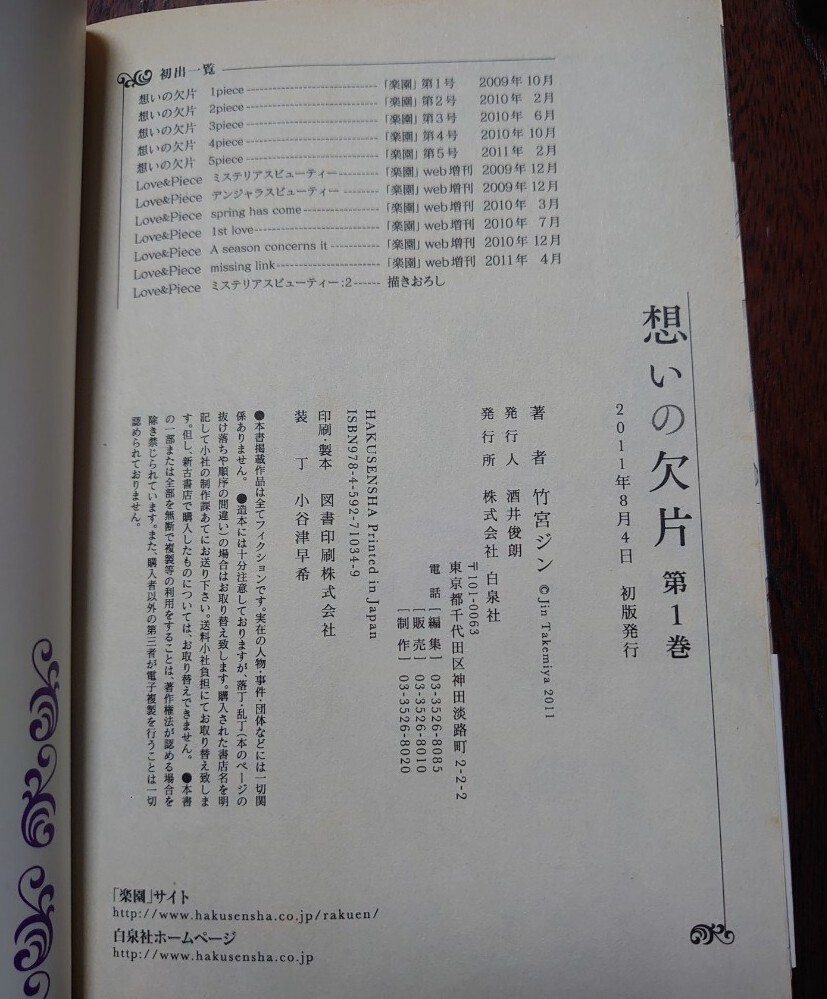 初出一覧
想いの欠片 1piece 「楽園」第1号 2009年10月
想いの欠片 2piece 「楽園」第2号 2010年 2月
想いの欠片 3piece 「楽園」第3号 2010年 6月
想いの欠片 4piece 「楽園」第4号 2010年10月
想いの欠片 5piece 「楽園」第5号 2011年 2月
Love&Piece ミステリアスビューティー 「楽園」web増刊 2009年12月
Love&Piece デンジャラスビューティー 「楽園」web増刊 2009年12月
Love&Piece spring has come 「楽園」web増刊 2010年 3月
Love&Piece 1st love 「楽園」web増刊 2010年 7月
Love&Piece A season concerns it 「楽園」web増刊 2010年12月
Love&Piece missing link 「楽園」web増刊 2011年 4月
Love&Piece ミステリアスビューティー:2 描きおろし
想いの欠片 第1巻
2011年8月4日 初版発行
著者 竹宮ジン ©Jin Takemiya 2011
発行人 酒井俊朗
発行所 株式会社 白泉社
〒101-0063
東京都千代田区神田淡路町2-2-2
電話[編集] 03-3526-8085
[販売] 03-3526-8010
[制作] 03-3526-8020
HAKUSENSHA Printed in Japan
ISBN978-4-592-71034-9
印刷・製本 図書印刷株式会社
装丁 小谷津早希
●本書掲載作品は全てフィクションです。実在の人物・事件・団体などには一切関
係ありません。 ●造本には十分注意しておりますが、落丁・乱丁(本のページの
抜け落ちや順序の間違い)の場合はお取り替え致します。購入された書店名を明
記して小社の制作課あてにお送り下さい。送料小社負担にてお取り替え致しま
す。但し、新古書店で購入したものについては、お取り替えできません。 ●本書
の一部または全部を無断で複製等の利用をすることは、著作権法が認める場合を
除き禁じられています。また、購入者以外の第三者が電子複製を行うことは一切
認められておりません。
「楽園」サイト
http://www.hakusensha.co.jp/rakuen/
白泉社ホームページ
http://www.hakusensha.co.jp